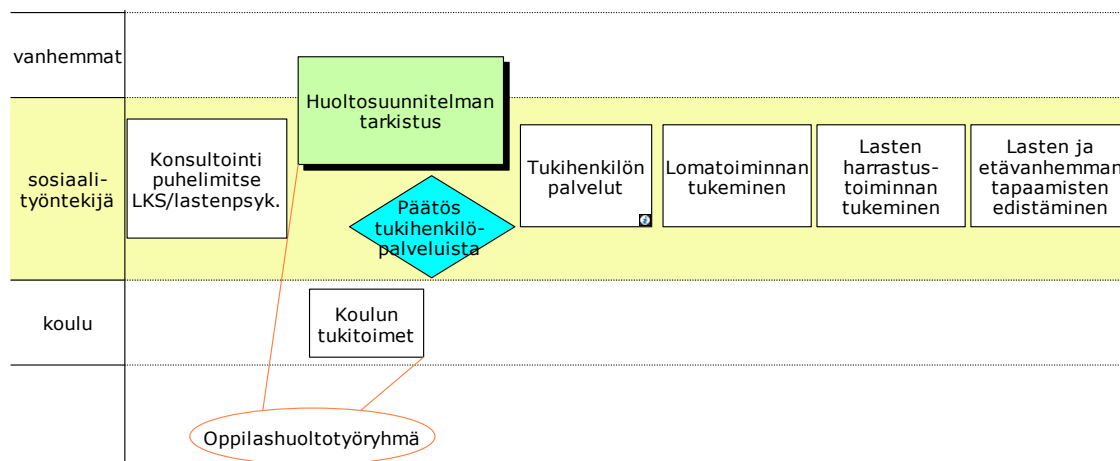 vanhemmat
Huoltosuunnitelman
tarkistus
sosiaali-
työntekijä
Konsultointi
puhelimitse
LKS/lastenpsyk.
Päätös
tukihenkilö-
palveluista
Tukihenkilön
palvelut
Lomatoiminnan
tukeminen
Lasten
harrastus-
toiminnan
tukeminen
Lasten ja
etävanhemman
tapaamisten
edistäminen
koulu
Koulun
tukitoimet
Oppilashuoltotyöryhmä